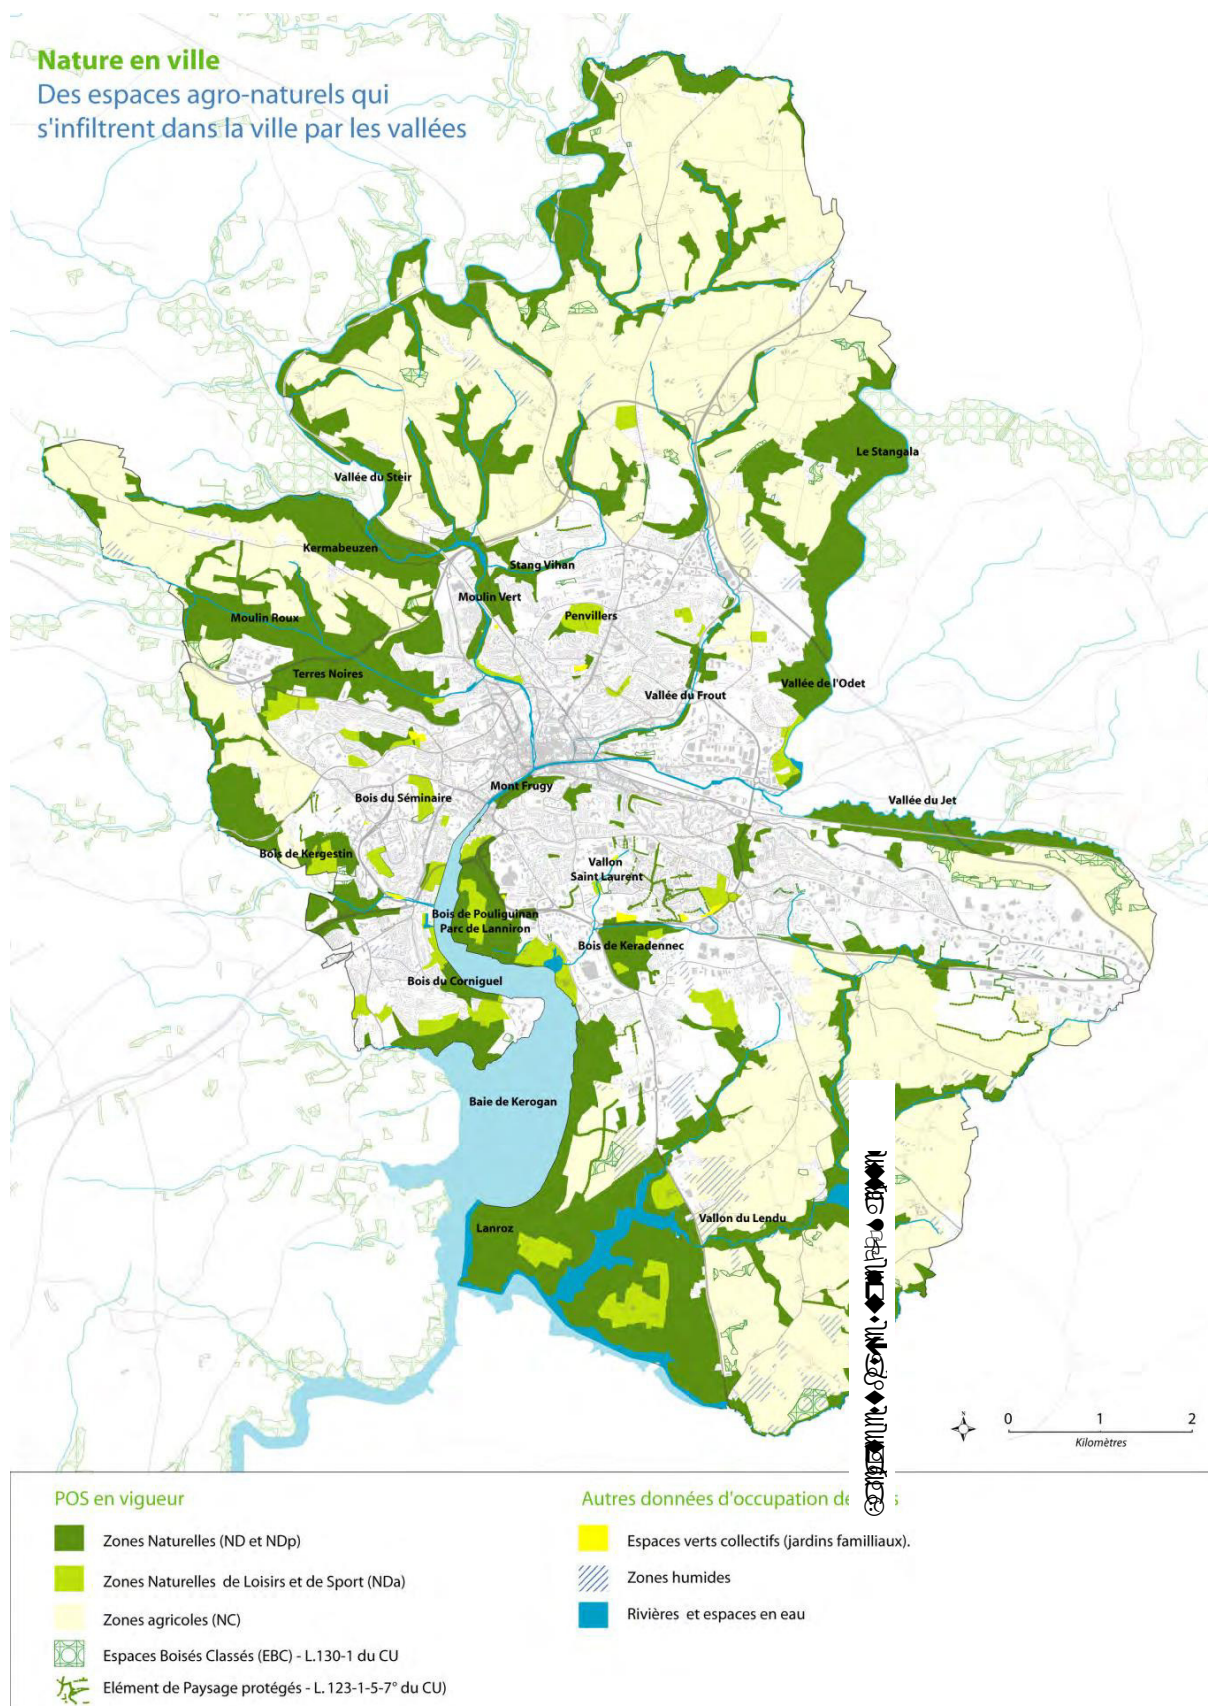 Nature en ville
Des espaces agro-naturels qui
s'infiltrent dans la ville par les vallées
Le Stangala
Vallée du Steir
Kermabeuzen
Stang Vihan
Moulin Vert
Moulin Roux
Penvillers
Terres Noires
Vallée de l'Odet
Vallée du Frout
Mont Frugy
Bois du Séminaire
Vallée du Jet
Bois de Kergestin
Vallon
Saint Laurent
Bois de Pouliguinan
Parc de Lanniron
Bois de Keradennec
Bois du Corniguel
Baie de Kerogan
Vallon du Lendu
Lanroz
N
0 1 2
Kilomètres
POS en vigueur
Zones Naturelles (ND et NDp)
Zones Naturelles de Loisirs et de Sport (NDa)
Zones agricoles (NC)
Espaces Boisés Classés (EBC) - L.130-1 du CU
Elément de Paysage protégés - L. 123-1-5-7° du CU)
Autres données d'occupation
Espaces verts collectifs (jardins familliaux).
Zones humides
Rivières et espaces en eau